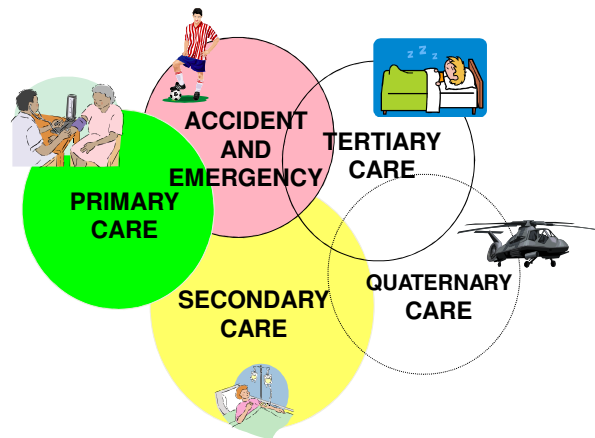 z z z
ACCIDENT
AND
EMERGENCY
TERTIARY
CARE
PRIMARY
CARE
QUATERNARY
CARE
SECONDARY
CARE